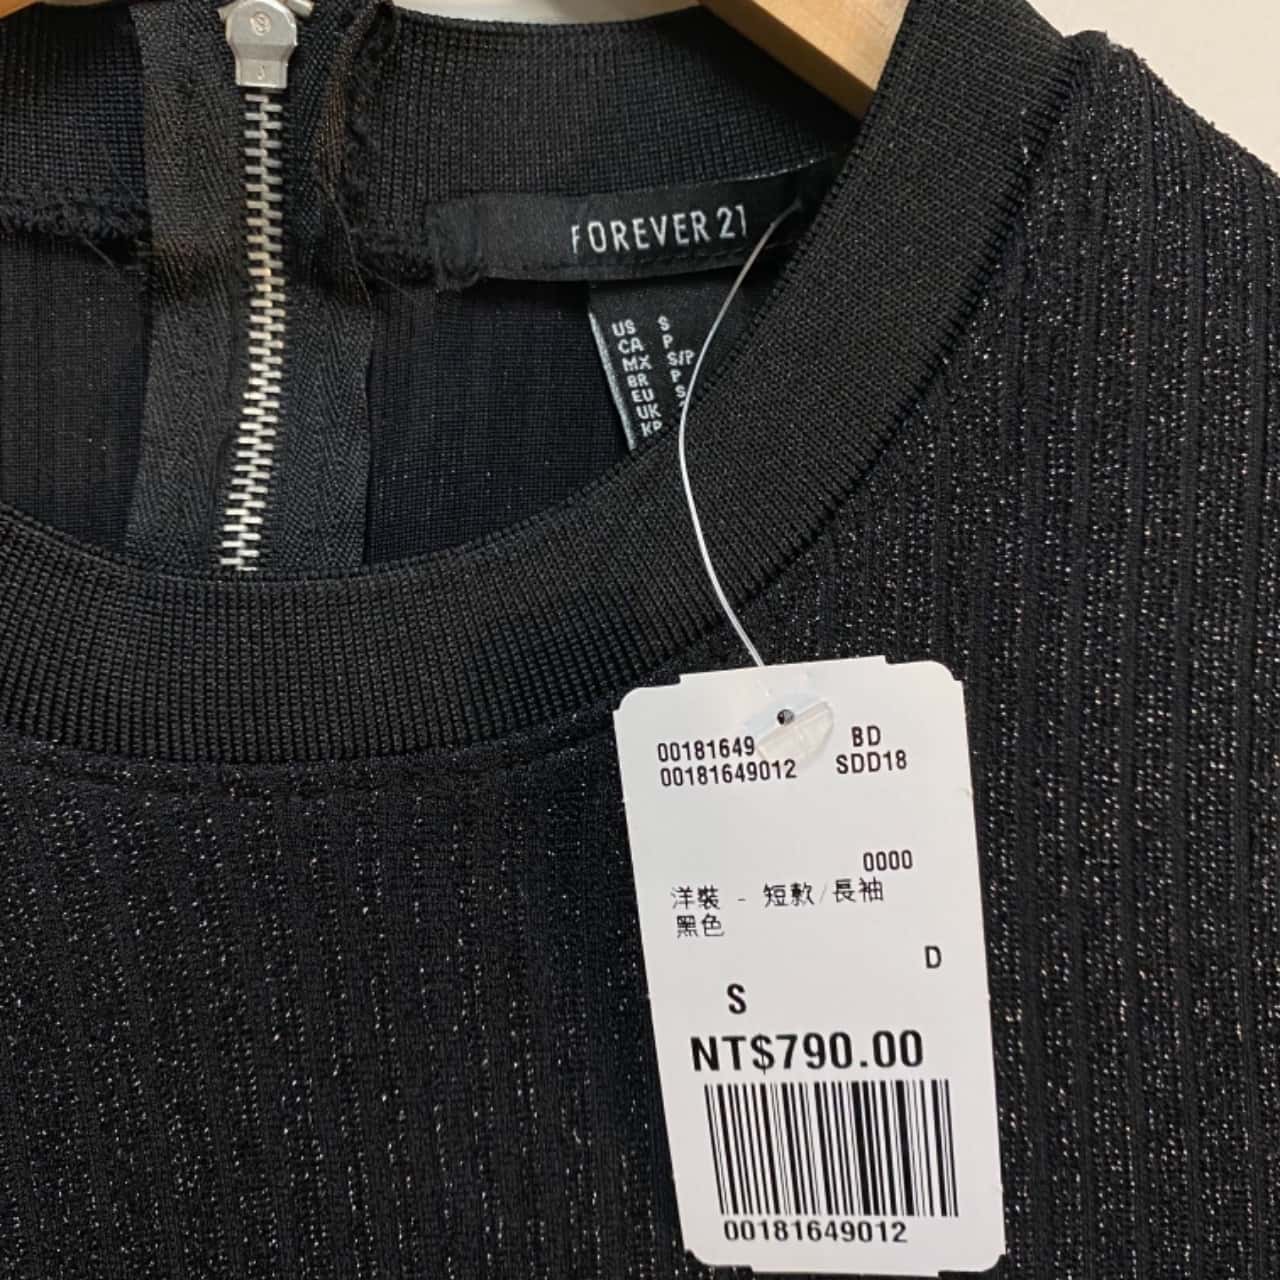 FOREVER 21
US S
CA P
MX S/P
BR P
EU S
UK
KR
00181649 BD
00181649012 SDD18
0000
洋裝 - 短款/長袖
黑色
D
S
NT$790.00
00181649012